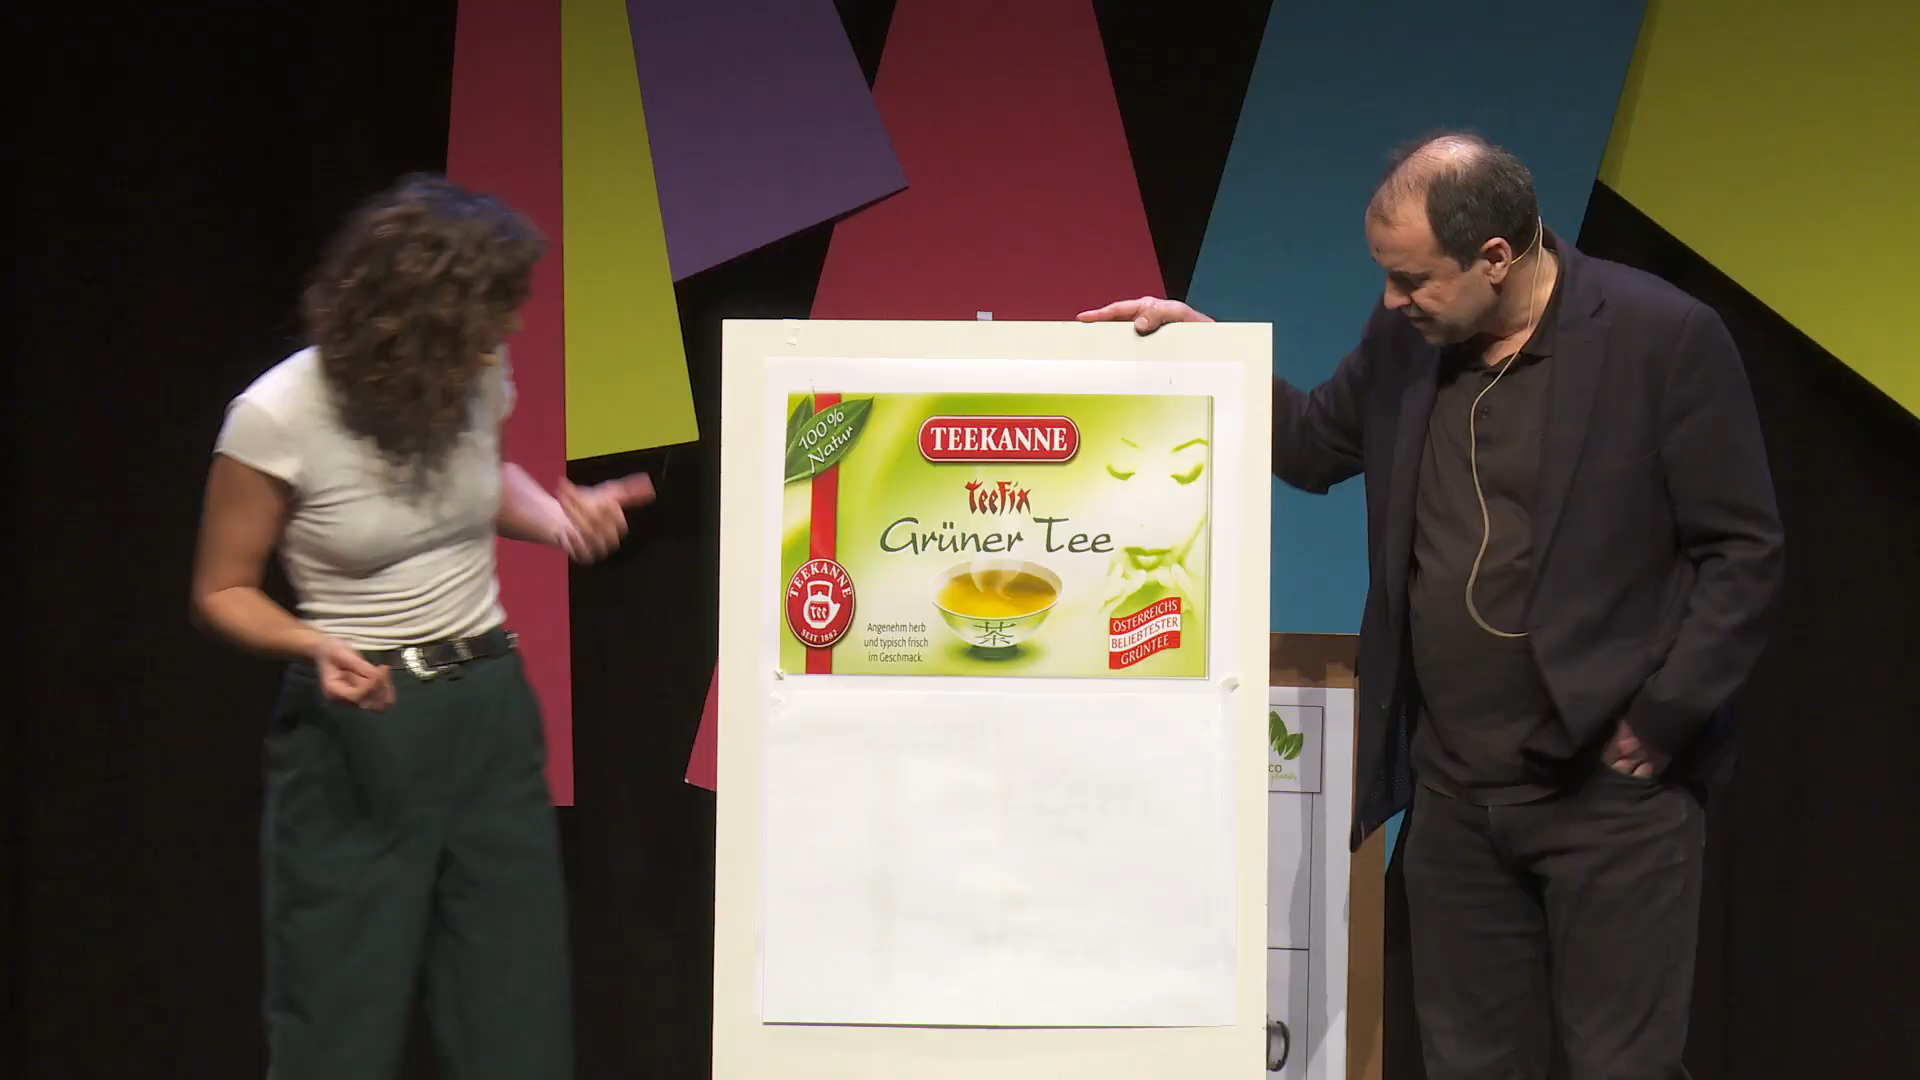 100%
Natur
TEEKANNE
TeeFix
Grüner Tee
TEEKANNE
tee
SEIT 1882
Angenehm herb
und typisch frisch
im Geschmack.
茶
ÖSTERREICHS
BELIEBTESTER
GRÜNTEE